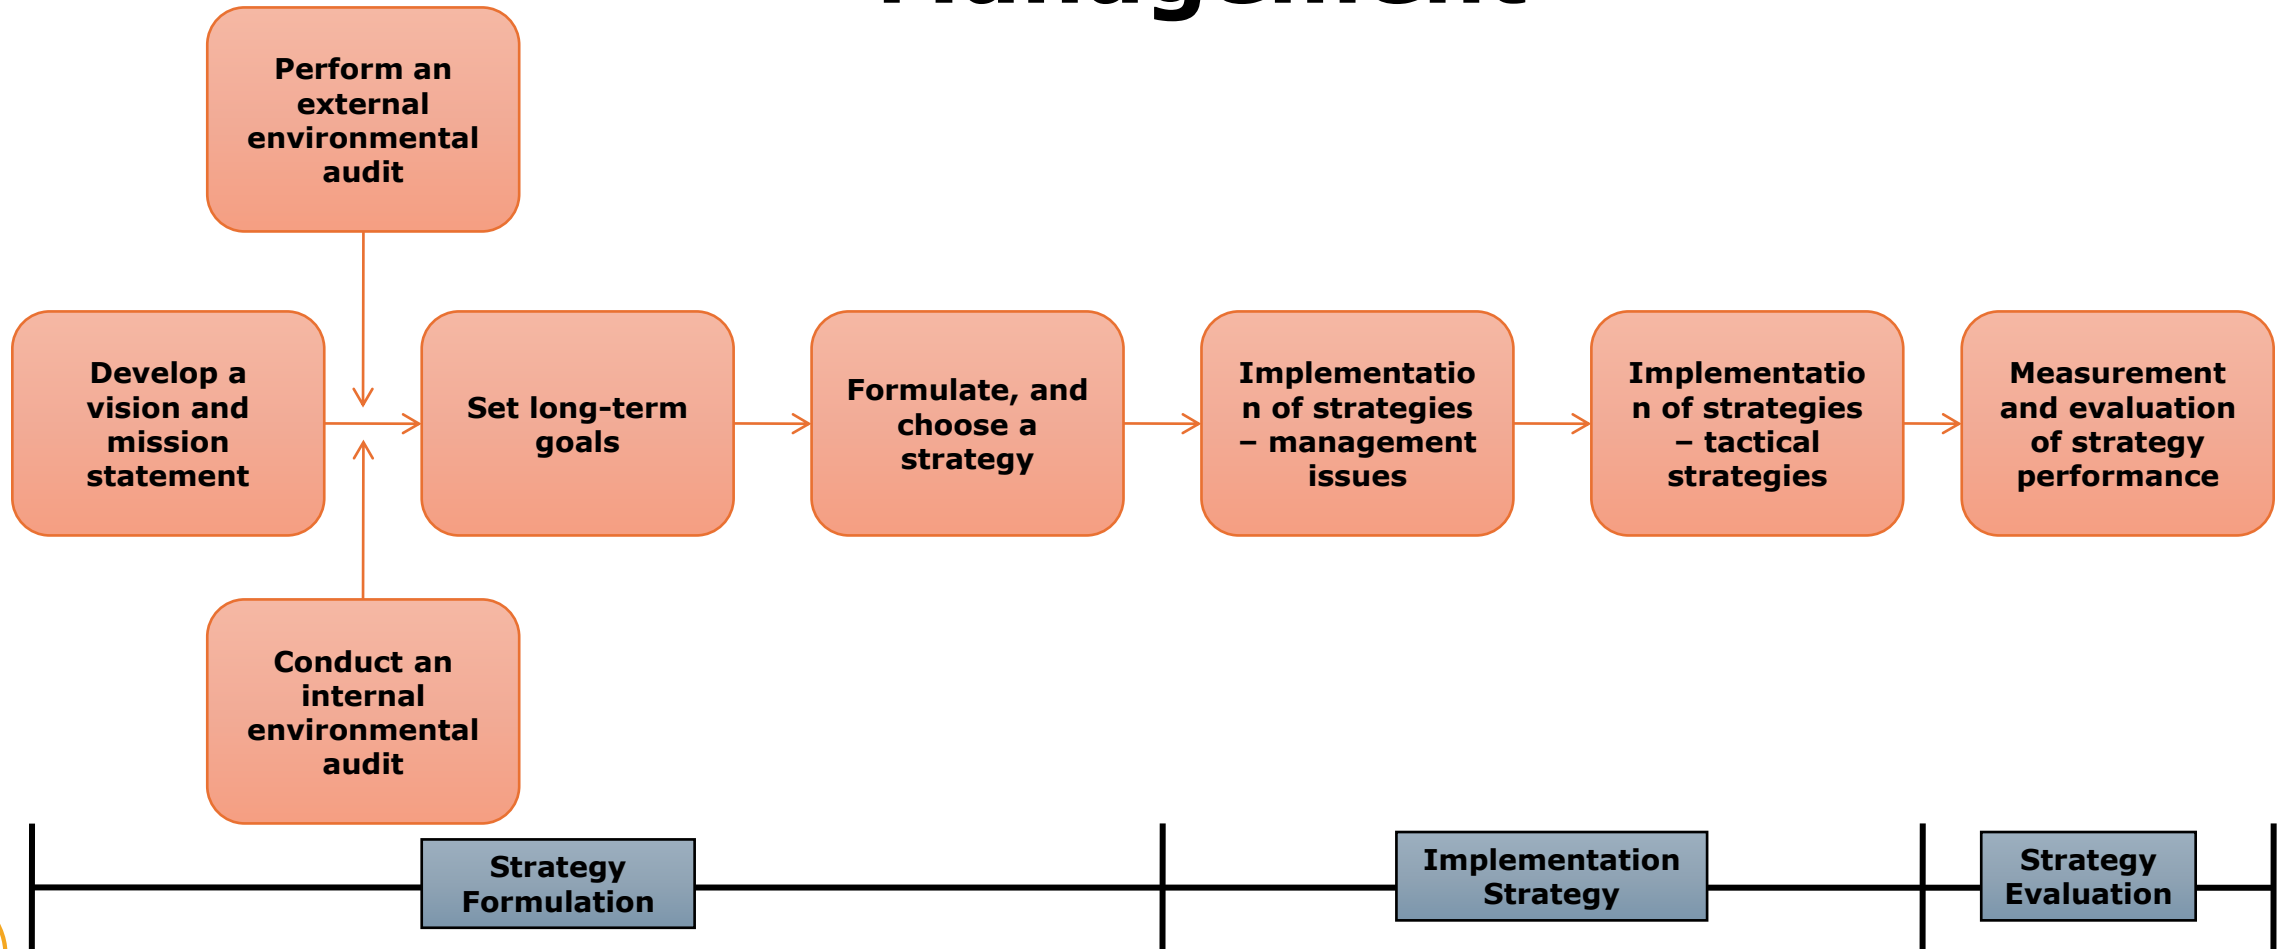 Management
Perform an
external
environmental
audit
Develop a
vision and
mission
statement
Set long-term
goals
Formulate, and
choose a
strategy
Implementatio
n of strategies
– management
issues
Implementatio
n of strategies
– tactical
strategies
Measurement
and evaluation
of strategy
performance
Conduct an
internal
environmental
audit
Strategy
Formulation
Implementation
Strategy
Strategy
Evaluation